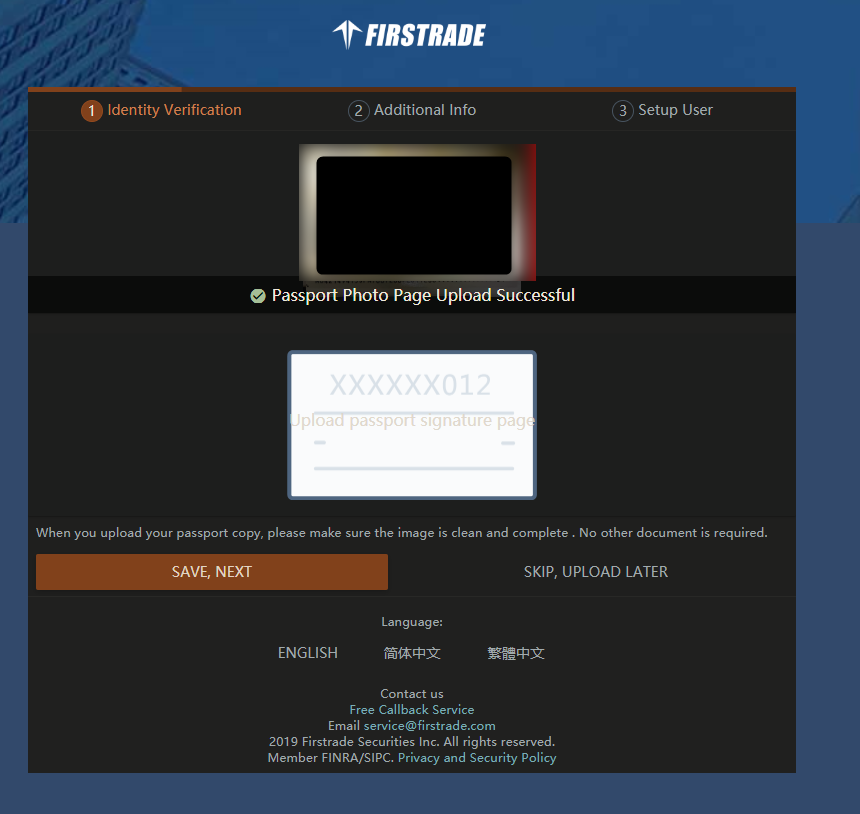 FIRSTRADE
1 Identity Verification 2 Additional Info 3 Setup User
Passport Photo Page Upload Successful
XXXXXX012
Upload passport signature page
When you upload your passport copy, please make sure the image is clean and complete . No other document is required.
SAVE, NEXT SKIP, UPLOAD LATER
Language:
ENGLISH 简体中文 繁體中文
Contact us
Free Callback Service
Email service@firstrade.com
2019 Firstrade Securities Inc. All rights reserved.
Member FINRA/SIPC. Privacy and Security Policy